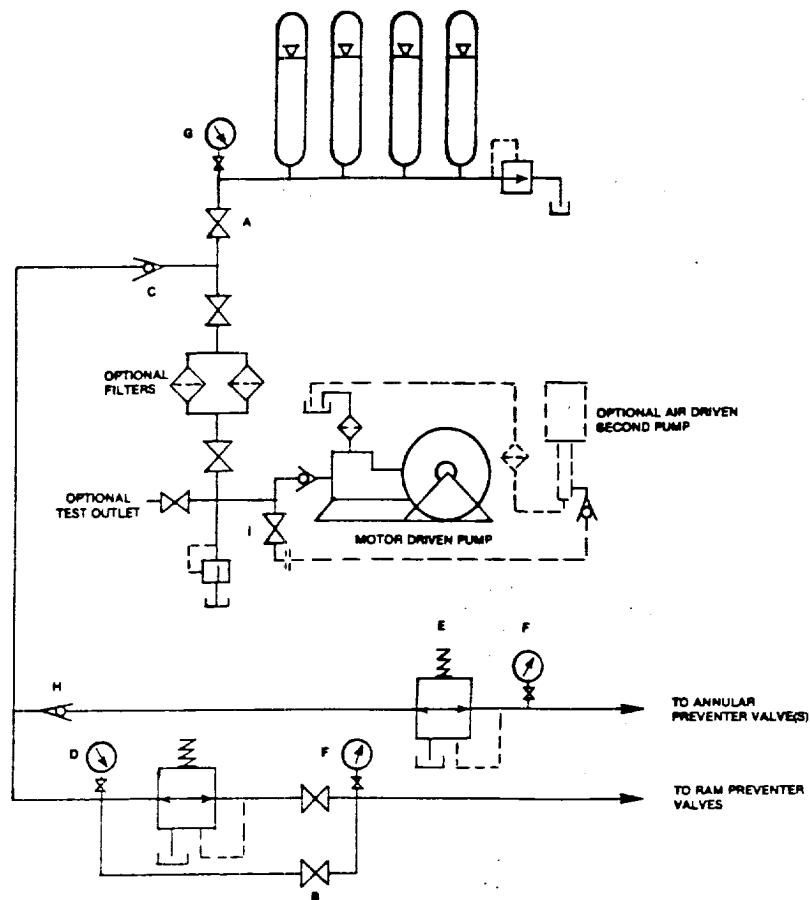 G
A
C
OPTIONAL
FILTERS
OPTIONAL AIR DRIVEN
SECOND PUMP
OPTIONAL
TEST OUTLET
I
MOTOR DRIVEN PUMP
E
F
H
TO ANNULAR
PREVENTER VALVE(S)
D
F
TO RAM PREVENTER
VALVES
B